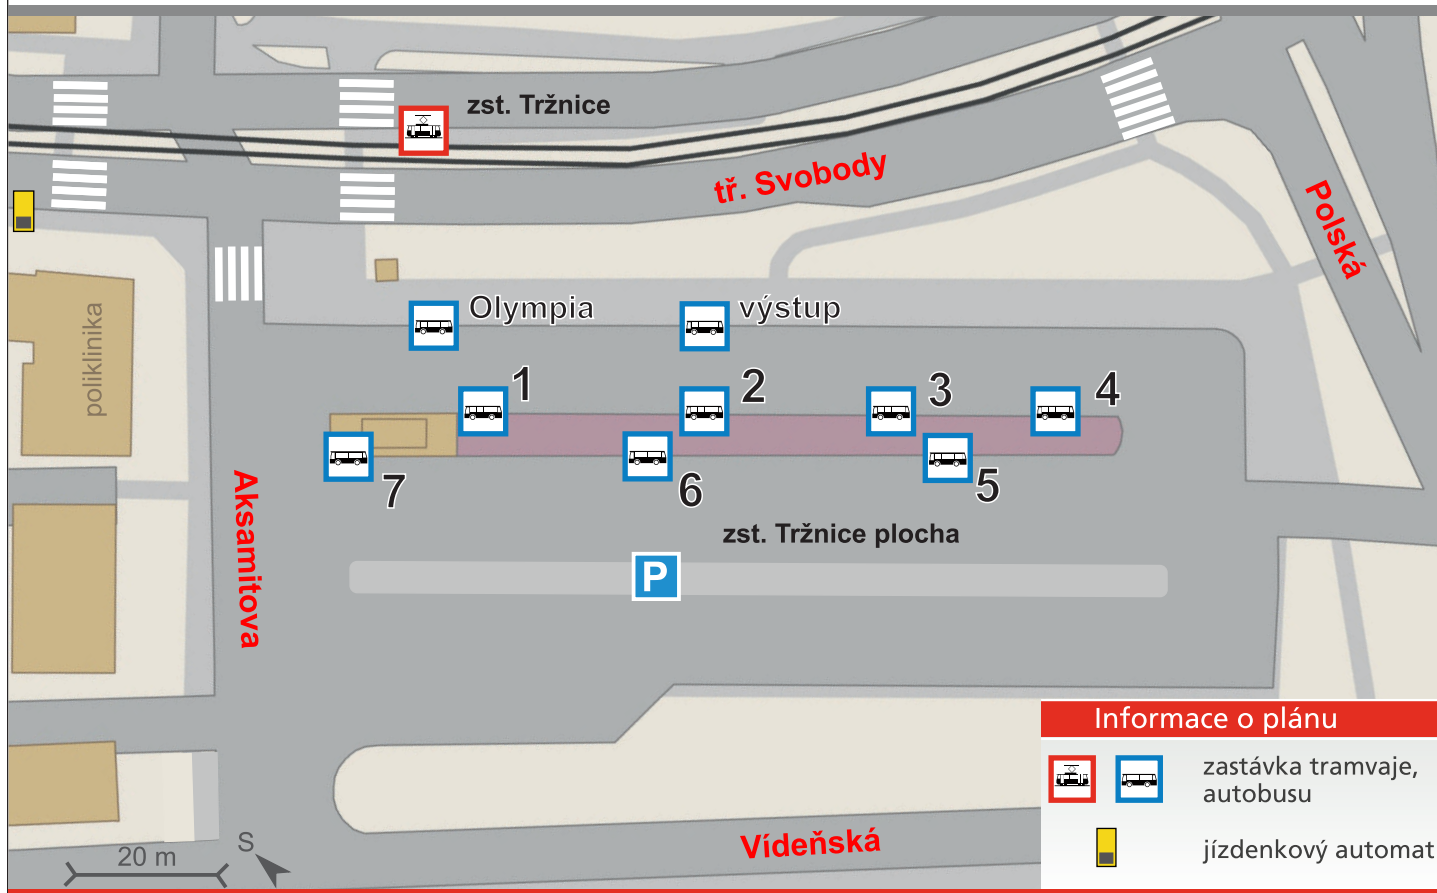 zst. Tržnice
tř. Svobody
Polská
poliklinika
Olympia
výstup
1
2
3
4
7
6
5
Aksamitova
zst. Tržnice plocha
P
Informace o plánu
zastávka tramvaje,
autobusu
jízdenkový automat
Vídeňská
20 m
S